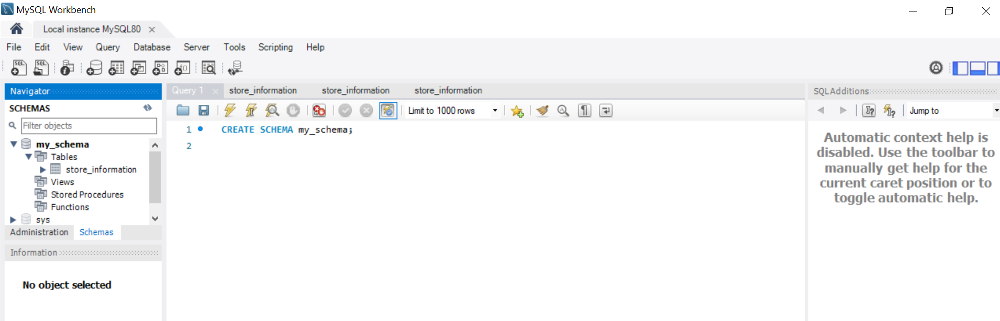 MySQL Workbench
Local instance MySQL80
File Edit View Query Database Server Tools Scripting Help
SQL SQL
Navigator
SCHEMAS
Filter objects
my_schema
Tables
store_information
Views
Stored Procedures
Functions
sys
Administration Schemas
Information
No object selected
Query 1 store_information store_information store_information
Limit to 1000 rows
1 CREATE SCHEMA my_schema;
2
SQLAdditions
Jump to
Automatic context help is
disabled. Use the toolbar to
manually get help for the
current caret position or to
toggle automatic help.